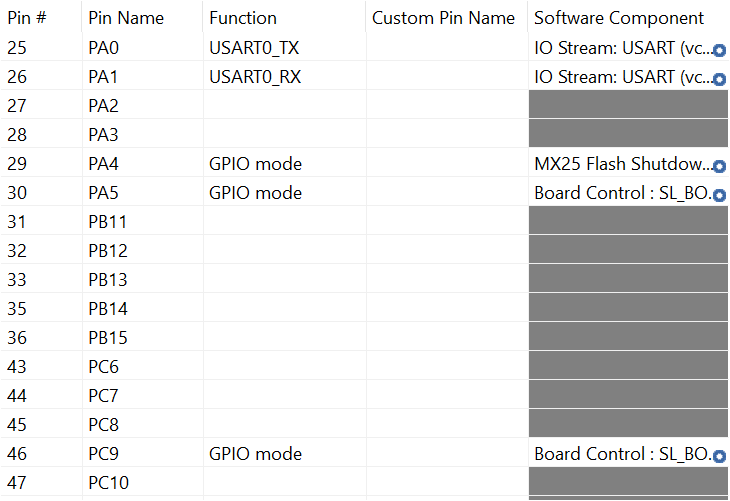 Pin # Pin Name Function Custom Pin Name Software Component
25 PA0 USART0_TX IO Stream: USART (vc...
26 PA1 USART0_RX IO Stream: USART (vc...
27 PA2
28 PA3
29 PA4 GPIO mode MX25 Flash Shutdow...
30 PA5 GPIO mode Board Control : SL_BO...
31 PB11
32 PB12
33 PB13
35 PB14
36 PB15
43 PC6
44 PC7
45 PC8
46 PC9 GPIO mode Board Control : SL_BO...
47 PC10